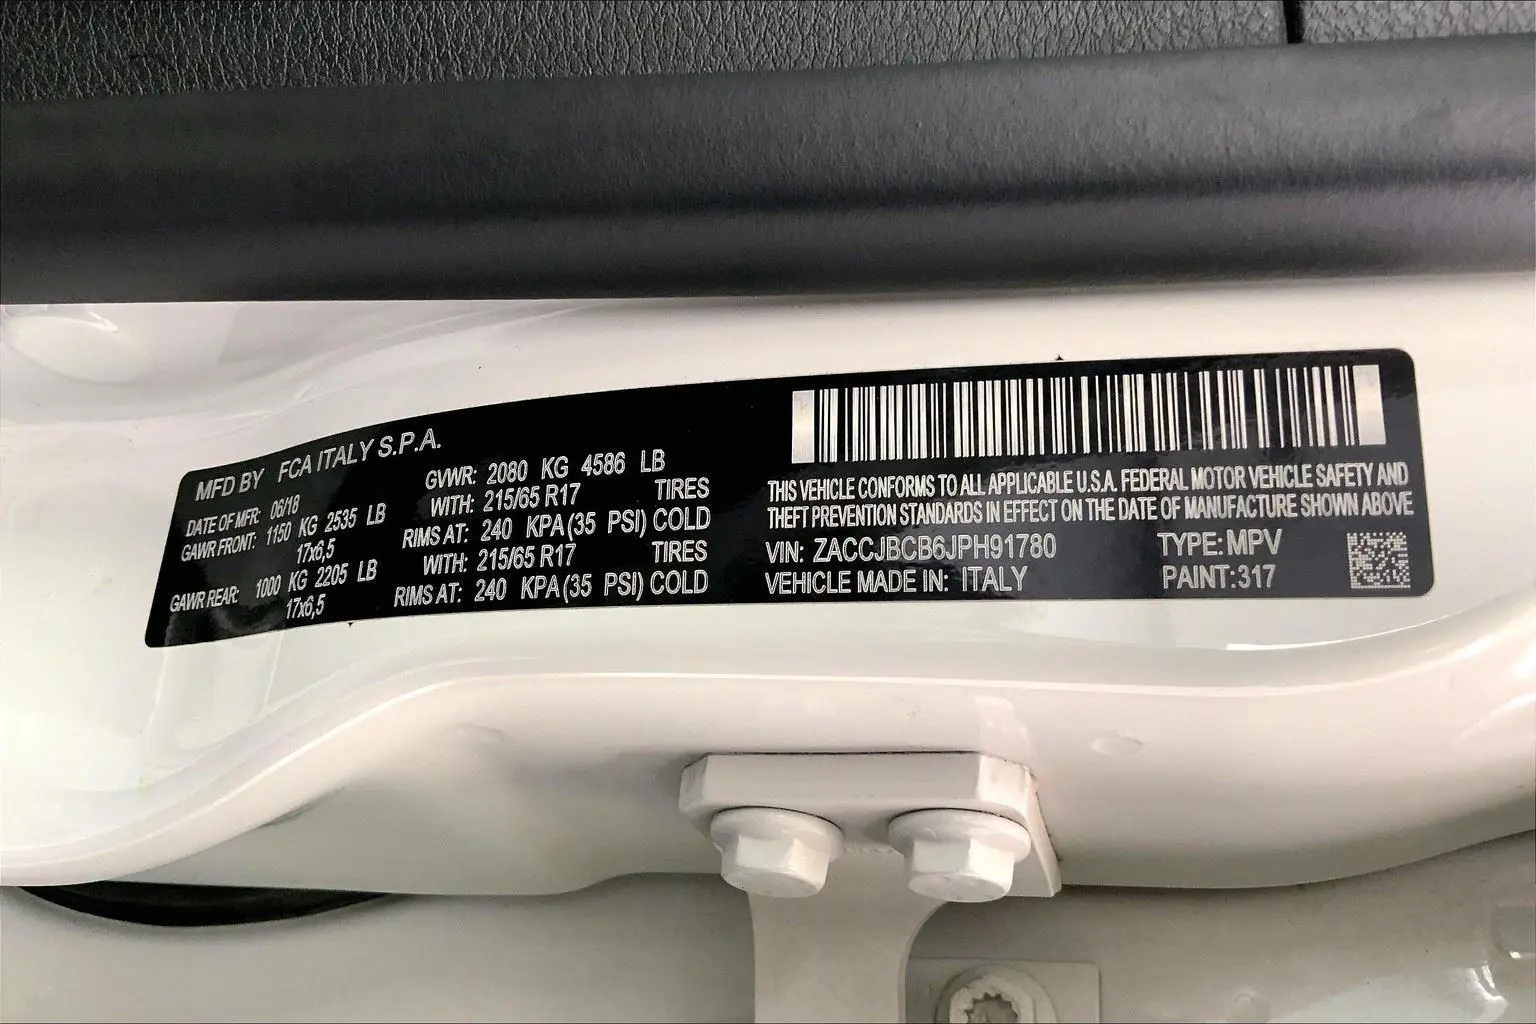 MFD BY FCA ITALY S.P.A.
DATE OF MFR: 06/18 GVWR: 2080 KG 4586 LB
GAWR FRONT: 1150 KG 2535 LB WITH: 215/65 R17 TIRES
17x6,5 RIMS AT: 240 KPA(35 PSI) COLD
GAWR REAR: 1000 KG 2205 LB WITH: 215/65 R17 TIRES
17x6,5 RIMS AT: 240 KPA(35 PSI) COLD
THIS VEHICLE CONFORMS TO ALL APPLICABLE U.S.A. FEDERAL MOTOR VEHICLE SAFETY AND
THEFT PREVENTION STANDARDS IN EFFECT ON THE DATE OF MANUFACTURE SHOWN ABOVE
VIN: ZACCJBCB6JPH91780 TYPE: MPV
VEHICLE MADE IN: ITALY PAINT: 317